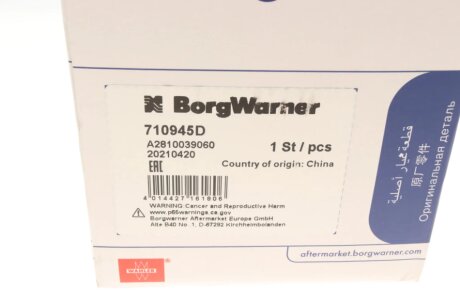 BorgWarner
710945D
A2810039060
20210420
1 St / pcs
EAC
Country of origin: China
4 014427 161806
WARNING: Cancer and Reproductive Harm
www.p65warnings.ca.gov
Borgwarner Aftermarket Europe GmbH
Alte B40 No. 1, D-67292 Kirchheimbolanden
WAHLER
aftermarket.borgwarner.com
قطعة غيار أصلية
原厂零件
Оригинальная деталь